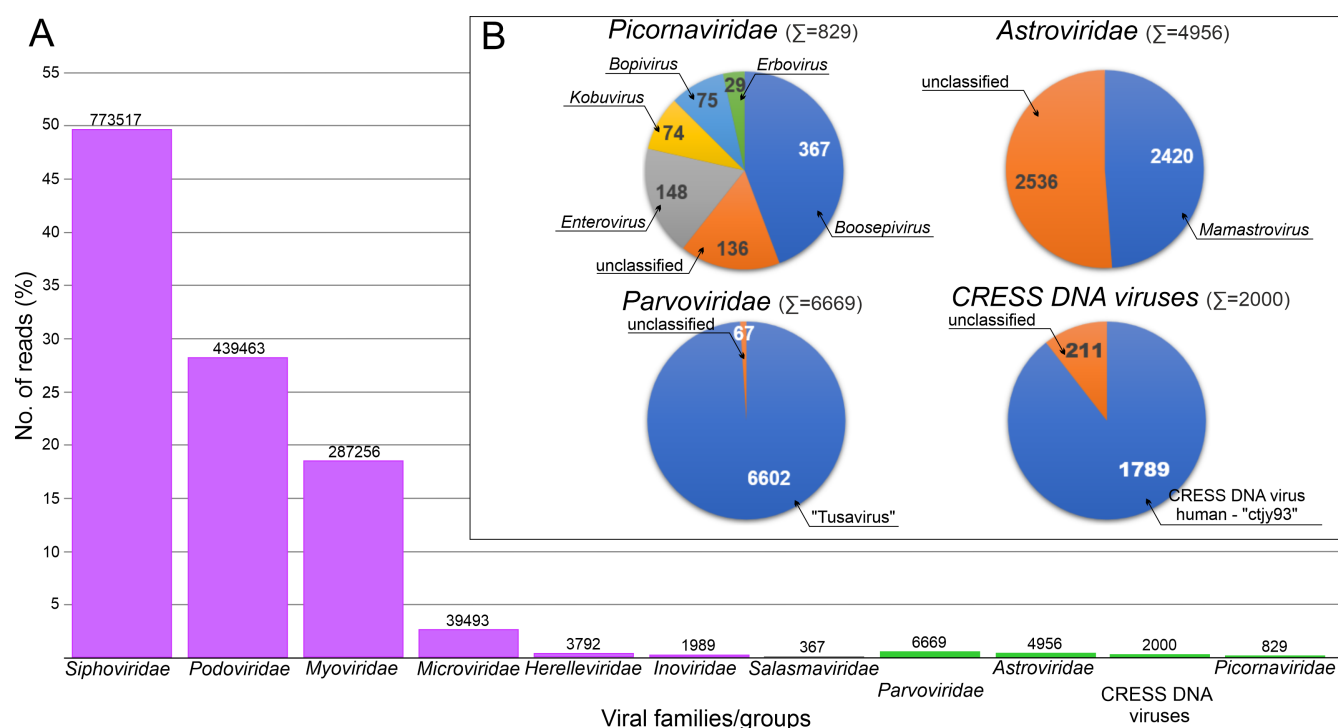 A
No. of reads (%)
55
50
45
40
35
30
25
20
15
10
5
773517
439463
287256
39493
3792
1989
367
6669
4956
2000
829
Siphoviridae
Podoviridae
Myoviridae
Microviridae
Herelleviridae
Inoviridae
Salasmaviridae
Parvoviridae
Astroviridae
CRESS DNA
viruses
Picornaviridae
Viral families/groups
B
Picornaviridae (∑=829)
Bopivirus
Erbovirus
Kobuvirus
Enterovirus
unclassified
Boosepivirus
29
75
74
148
136
367
Astroviridae (∑=4956)
unclassified
2536
2420
Mamastrovirus
Parvoviridae (∑=6669)
unclassified
67
6602
"Tusavirus"
CRESS DNA viruses (∑=2000)
unclassified
211
1789
CRESS DNA virus
human - "ctjy93"